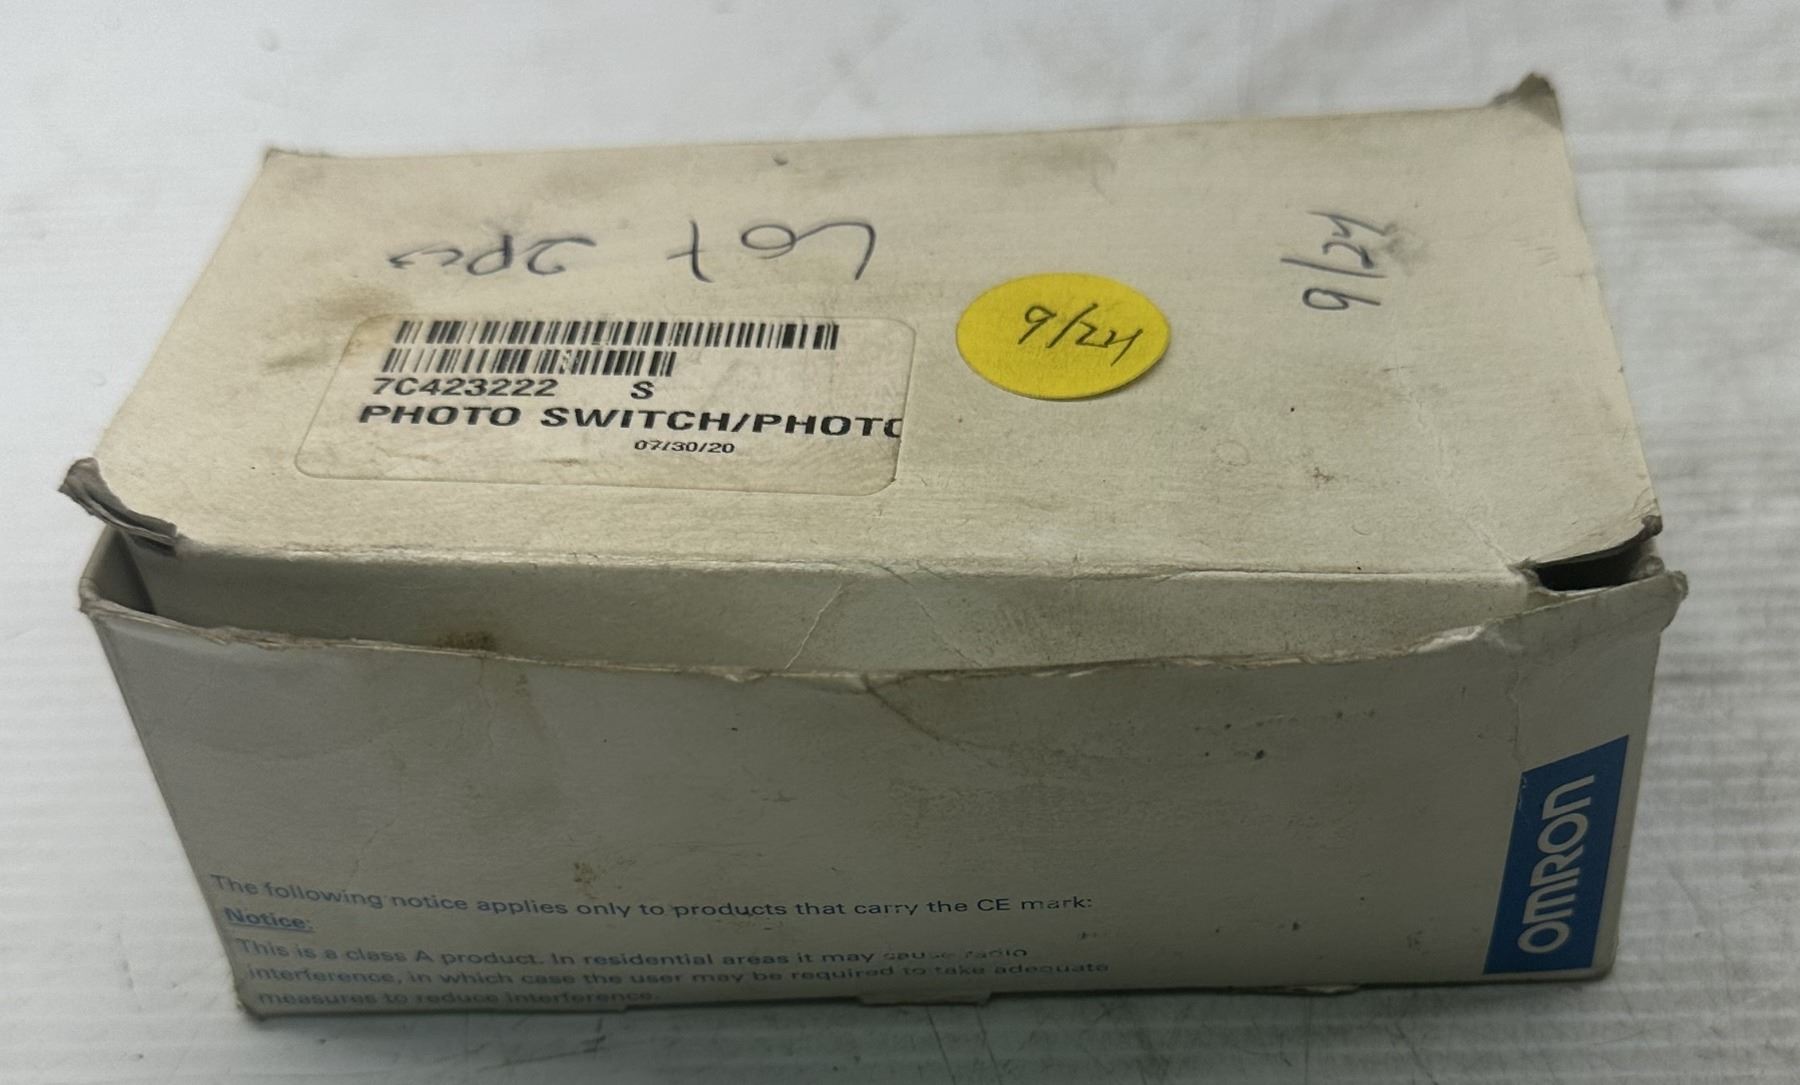 Lot 2pcs
9/24
9/24
7C423222 S
PHOTO SWITCH/PHOTO
07/30/20
The following notice applies only to products that carry the CE mark:
Notice:
This is a class A product. In residential areas it may cause radio
interference, in which case the user may be required to take adequate
measures to reduce interference.
OMRON